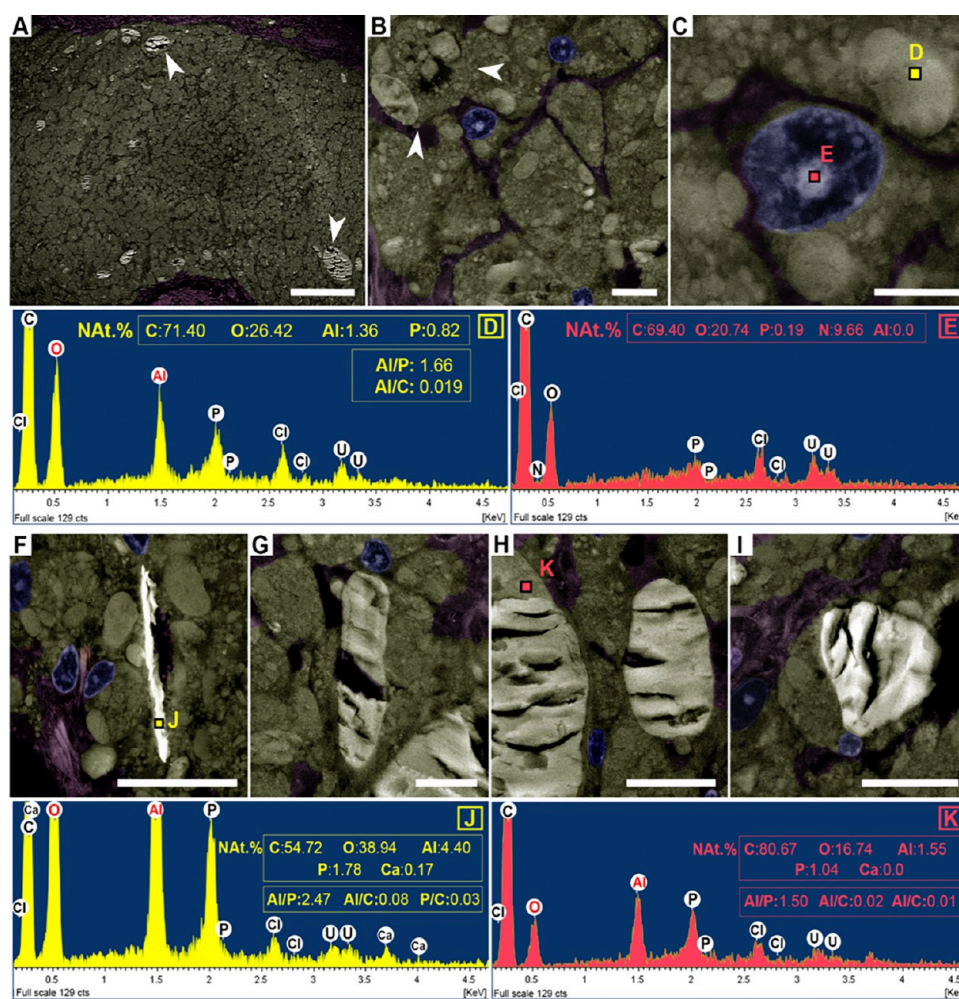 A
B
C
D
E
NAt.% C:71.40 O:26.42 Al:1.36 P:0.82 D
Al/P: 1.66
Al/C: 0.019
C
O
Al
Cl
P
P
Cl
Cl
U
U
0.5 1 1.5 2 2.5 3 3.5 4 4.5
Full scale 129 cts [KeV]
NAt.% C:69.40 O:20.74 P:0.19 N:9.66 Al:0.0 E
C
Cl
O
N
P
P
Cl
Cl
U
U
0.5 1 1.5 2 2.5 3 3.5 4 4.5
Full scale 129 cts [KeV]
F
G
H
I
J
K
Ca O Al P J
C
NAt.% C:54.72 O:38.94 Al:4.40
P:1.78 Ca:0.17
Al/P:2.47 Al/C:0.08 P/C:0.03
Cl
P
Cl
Cl
U U
Ca
Ca
0.5 1 1.5 2 2.5 3 3.5 4 4.5
Full scale 129 cts [KeV]
C K
NAt.% C:80.67 O:16.74 Al:1.55
P:1.04 Ca:0.0
Al/P:1.50 Al/C:0.02 Al/C:0.01
Al
P
Cl
O
P
Cl
Cl
U
U
0.5 1 1.5 2 2.5 3 3.5 4 4.5
Full scale 129 cts [KeV]